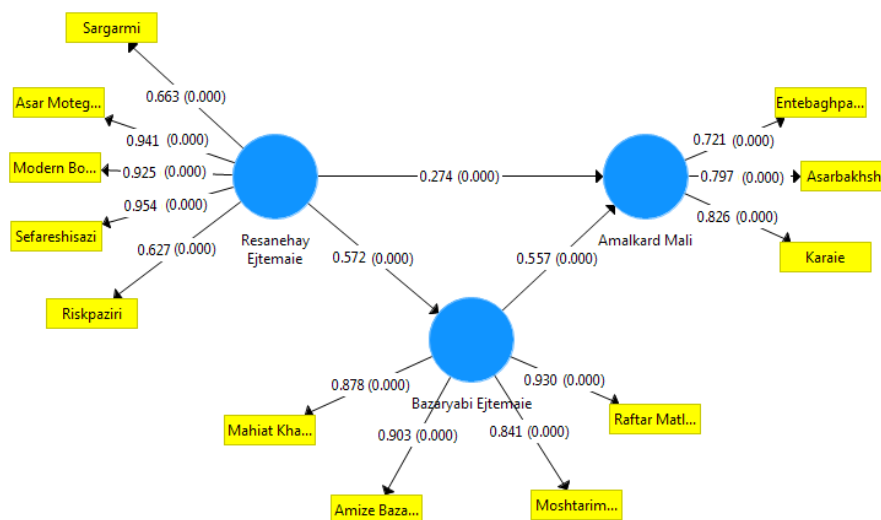 Sargarmi
0.663 (0.000)
Asar Moteg...
0.941 (0.000)
Modern Bo...
0.925 (0.000)
0.954 (0.000)
Sefareshisazi
0.627 (0.000)
Riskpaziri
Resanehay
Ejtemaie
0.274 (0.000)
0.572 (0.000)
0.557 (0.000)
Amalkard Mali
Entebaghpa...
0.721 (0.000)
0.797 (0.000)
Asarbakhsh
0.826 (0.000)
Karaie
Bazaryabi Ejtemaie
0.878 (0.000)
Mahiat Kha...
0.903 (0.000)
Amize Baza...
0.841 (0.000)
Moshtarim...
0.930 (0.000)
Raftar Matl...